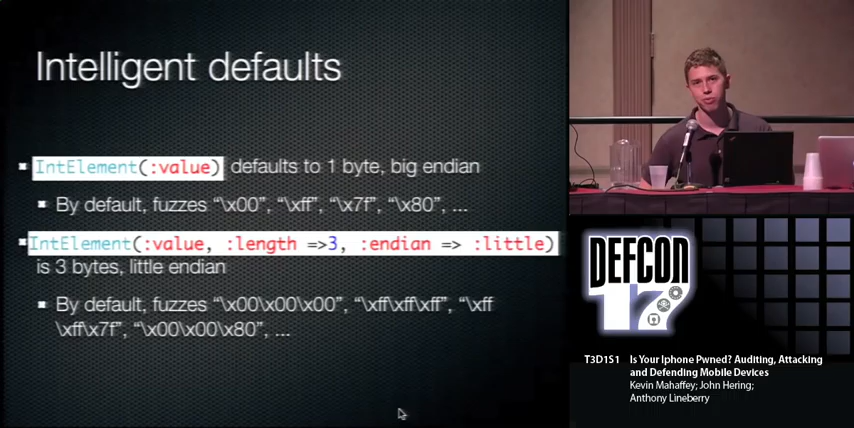 Intelligent defaults
IntElement(:value) defaults to 1 byte, big endian
By default, fuzzes “\x00”, “\xff”, “\x7f”, “\x80”, ...
IntElement(:value, :length =>3, :endian => :little)
is 3 bytes, little endian
By default, fuzzes “\x00\x00\x00”, “\xff\xff\xff”, “\xff
\xff\x7f”, “\x00\x00\x80”, ...
DEFCON
17
T3D1S1 Is Your Iphone Pwned? Auditing, Attacking
and Defending Mobile Devices
Kevin Mahaffey; John Hering;
Anthony Lineberry